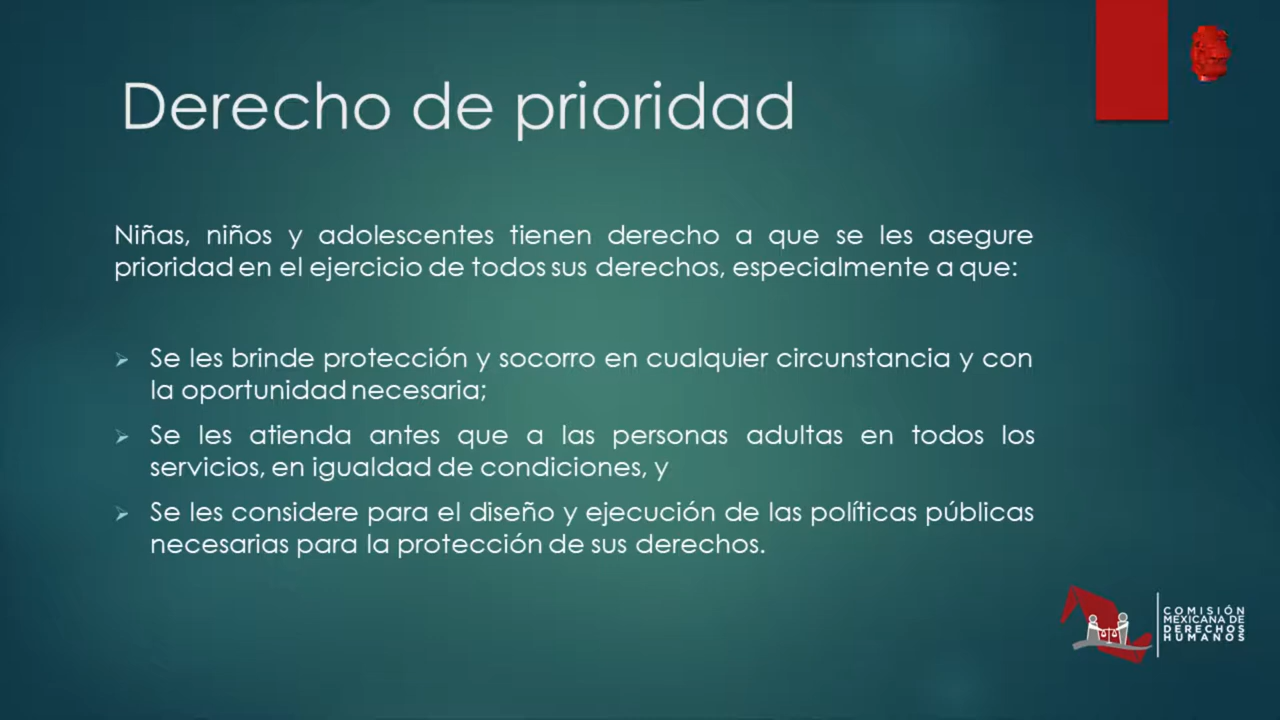 Derecho de prioridad
Niñas, niños y adolescentes tienen derecho a que se les asegure
prioridad en el ejercicio de todos sus derechos, especialmente a que:
Se les brinde protección y socorro en cualquier circunstancia y con
la oportunidad necesaria;
Se les atienda antes que a las personas adultas en todos los
servicios, en igualdad de condiciones, y
Se les considere para el diseño y ejecución de las políticas públicas
necesarias para la protección de sus derechos.
COMISIÓN
MEXICANA DE
DERECHOS
HUMANOS